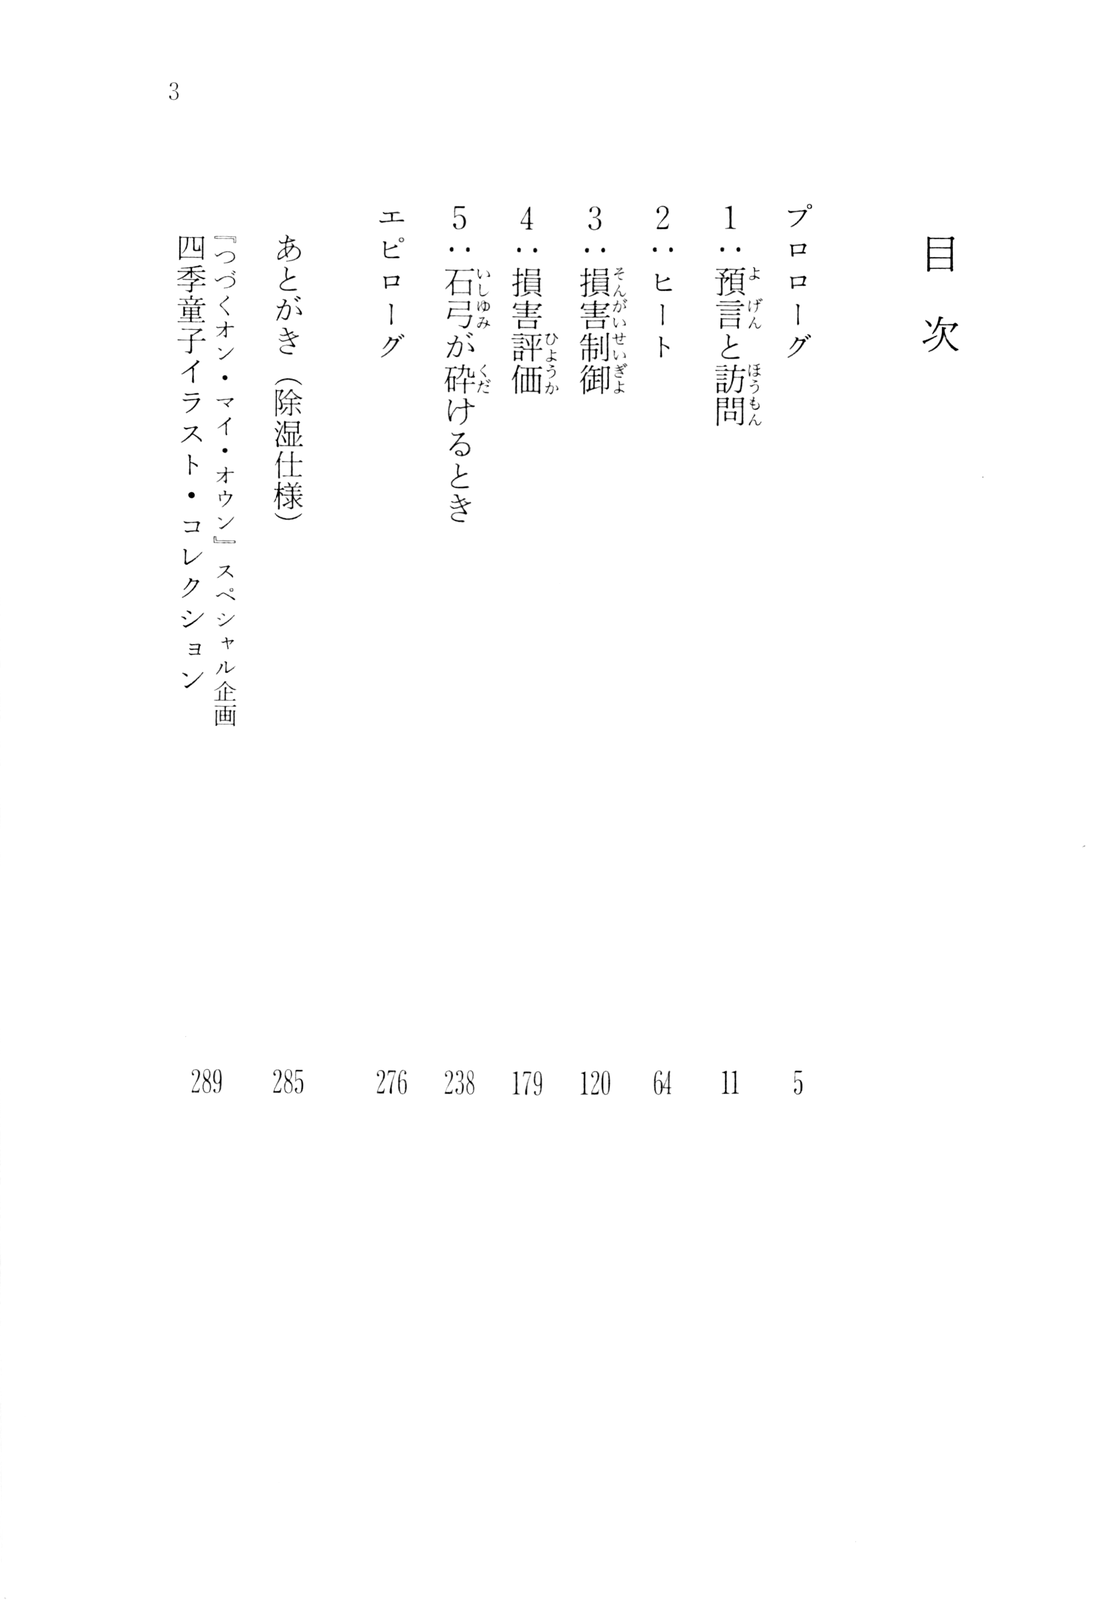 3
目次
プロローグ 5
1：預言と訪問 11
2：ヒート 64
3：損害制御 120
4：損害評価 179
5：石弓が砕けるとき 238
エピローグ 276
あとがき（除湿仕様） 285
『つづくオン・マイ・オウン』スペシャル企画
四季童子イラスト・コレクション 289